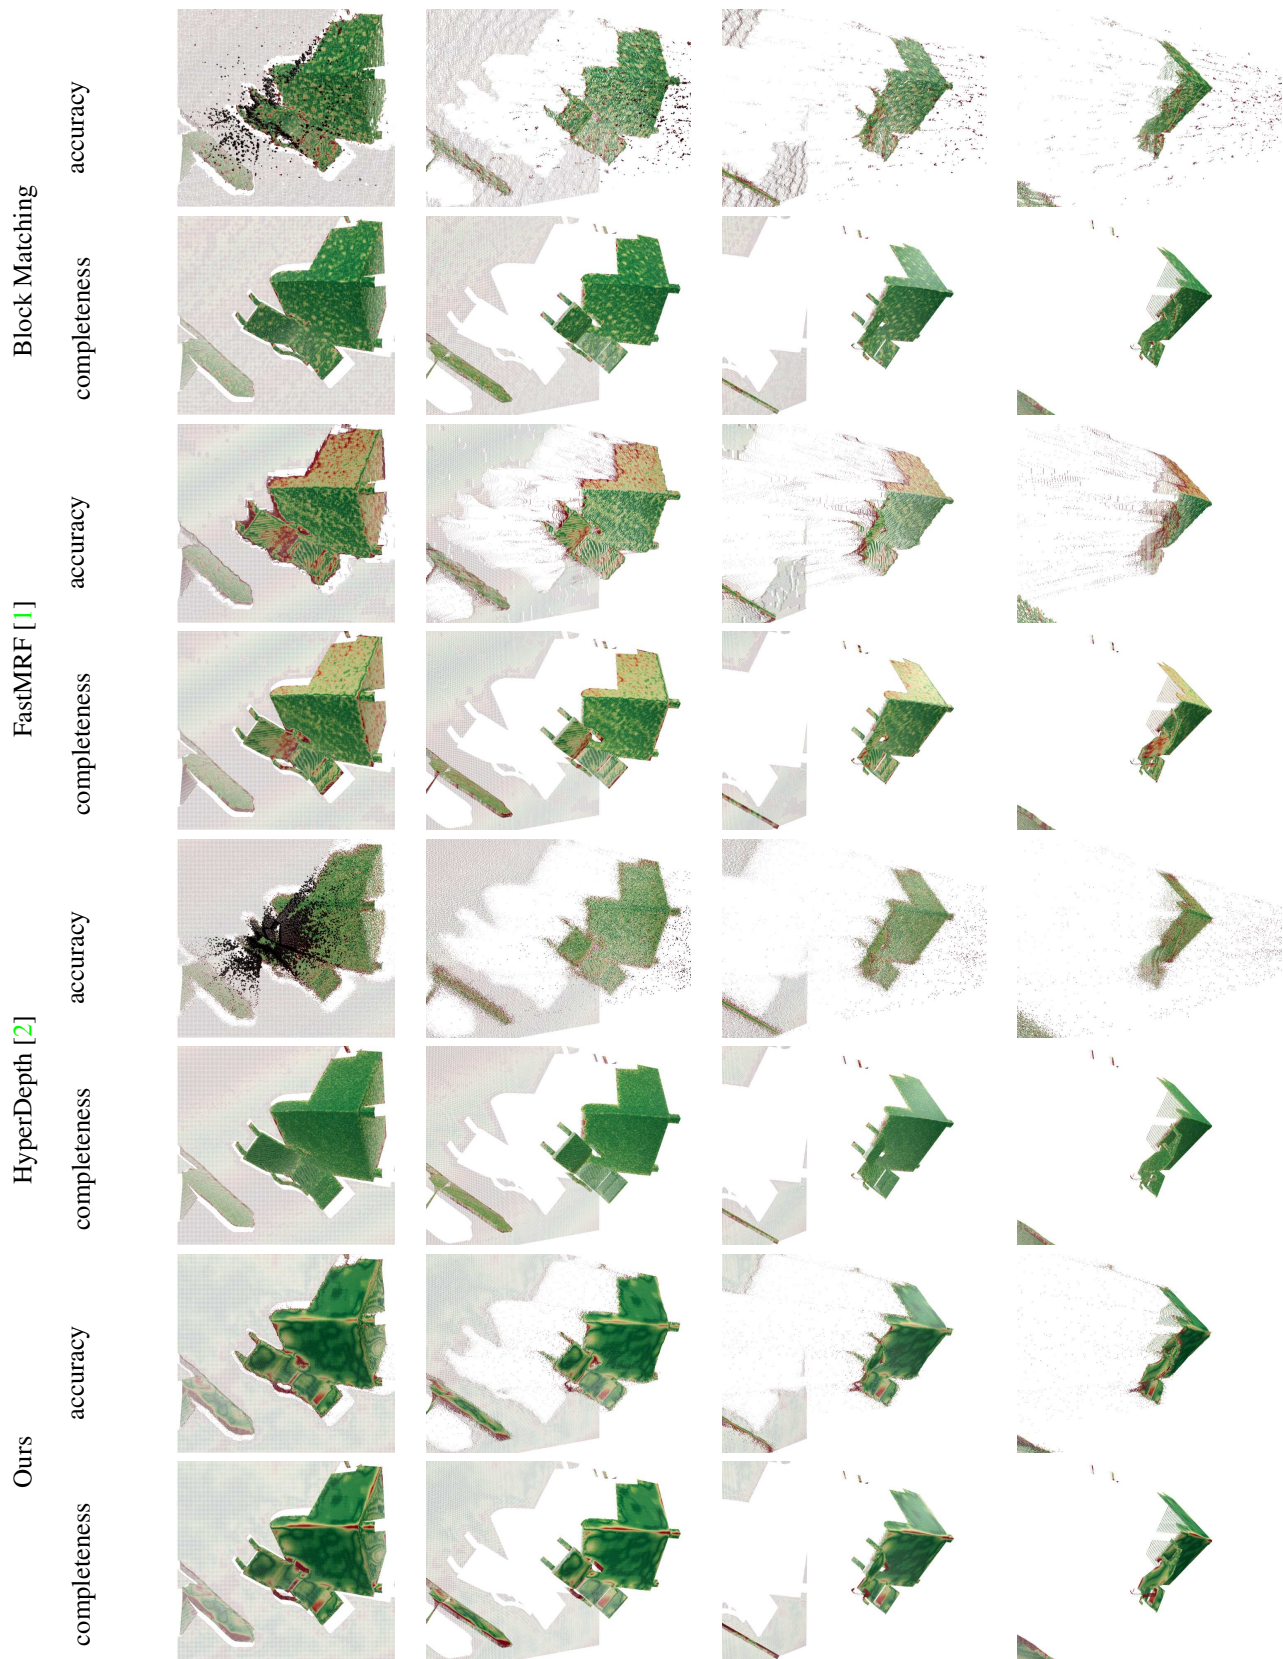 Block Matching
accuracy
completeness
FastMRF [1]
accuracy
completeness
HyperDepth [2]
accuracy
completeness
Ours
accuracy
completeness